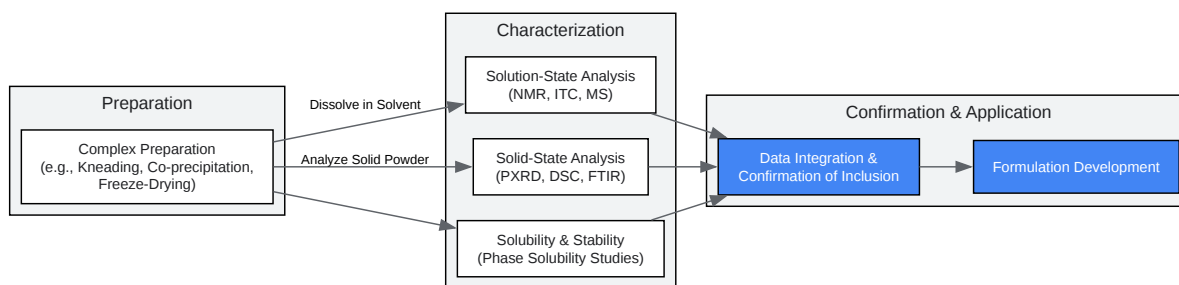 Preparation
Complex Preparation
(e.g., Kneading, Co-precipitation,
Freeze-Drying)
Dissolve in Solvent
Analyze Solid Powder
Characterization
Solution-State Analysis
(NMR, ITC, MS)
Solid-State Analysis
(PXRD, DSC, FTIR)
Solubility & Stability
(Phase Solubility Studies)
Confirmation & Application
Data Integration &
Confirmation of Inclusion
Formulation Development